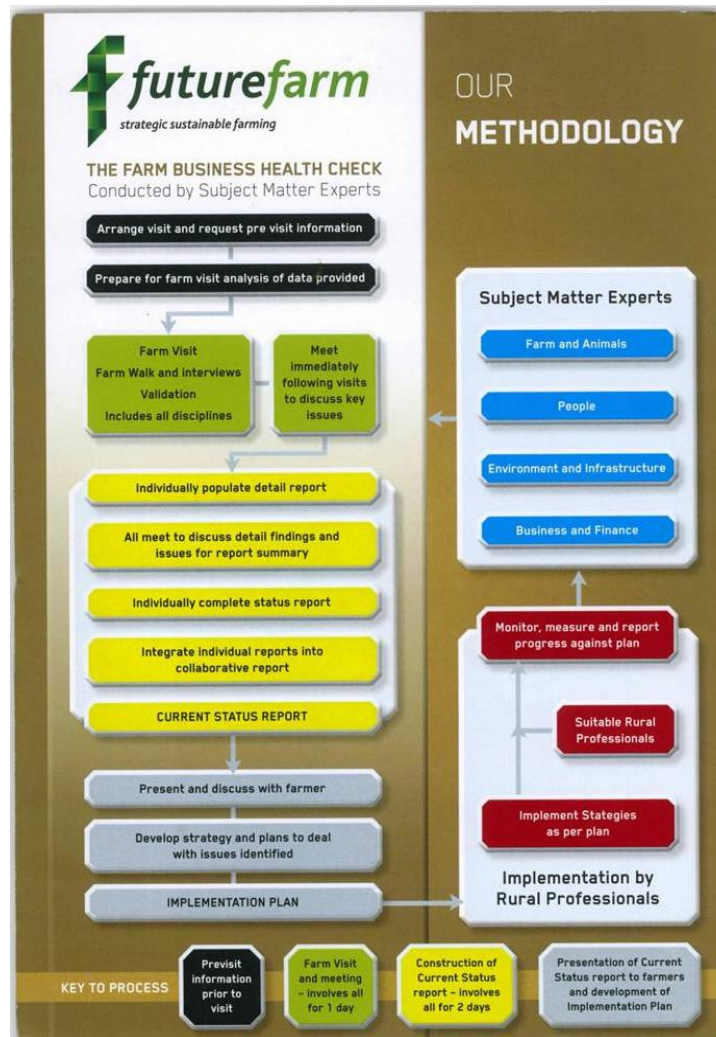 futurefarm
strategic sustainable farming
OUR
METHODOLOGY
THE FARM BUSINESS HEALTH CHECK
Conducted by Subject Matter Experts
Arrange visit and request pre visit information
Prepare for farm visit analysis of data provided
Farm Visit
Farm Walk and interviews
Validation
Includes all disciplines
Meet
immediately
following visits
to discuss key
issues
Individually populate detail report
All meet to discuss detail findings and
issues for report summary
Individually complete status report
Integrate individual reports into
collaborative report
CURRENT STATUS REPORT
Present and discuss with farmer
Develop strategy and plans to deal
with issues identified
IMPLEMENTATION PLAN
Subject Matter Experts
Farm and Animals
People
Environment and Infrastructure
Business and Finance
Monitor, measure and report
progress against plan
Suitable Rural
Professionals
Implement Stategies
as per plan
Implementation by
Rural Professionals
KEY TO PROCESS
Previsit
information
prior to
visit
Farm Visit
and meeting
– involves all
for 1 day
Construction of
Current Status
report – involves
all for 2 days
Presentation of Current
Status report to farmers
and development of
Implementation Plan